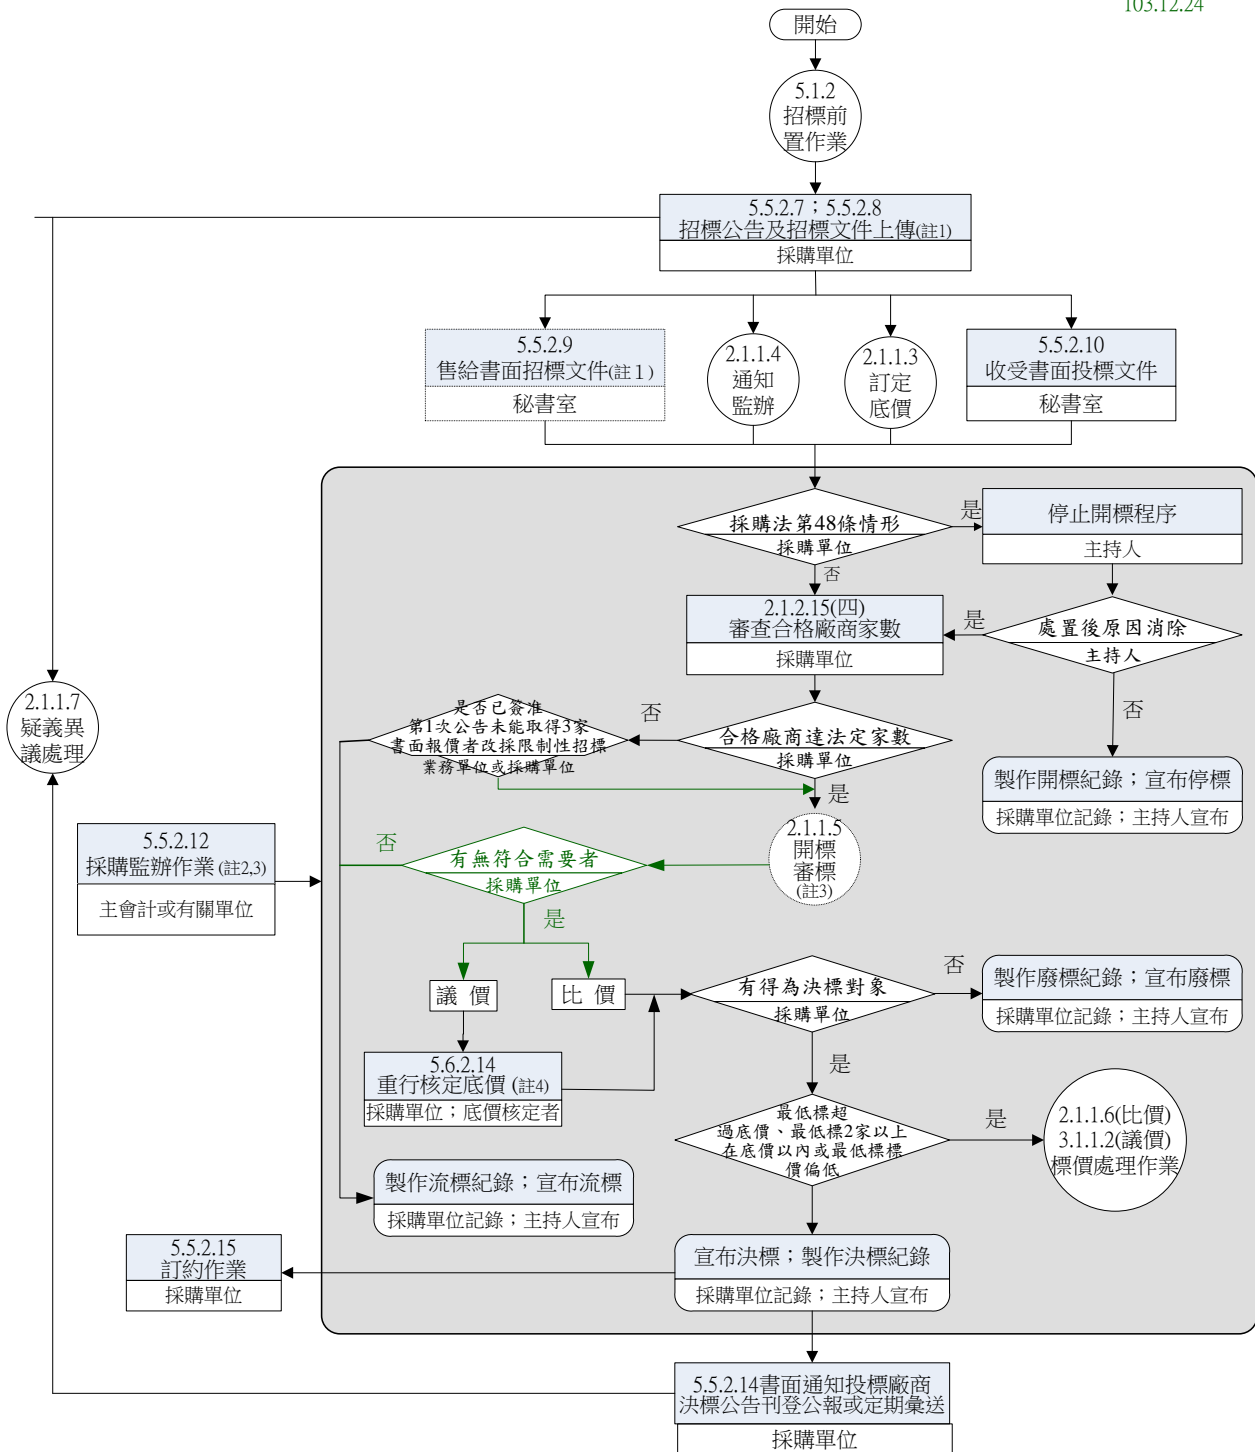 103.12.24
開始
5.1.2
招標前
置作業
5.5.2.7；5.5.2.8
招標公告及招標文件上傳(註1)
採購單位
5.5.2.9
售給書面招標文件(註１)
秘書室
2.1.1.4
通知
監辦
2.1.1.3
訂定
底價
5.5.2.10
收受書面投標文件
秘書室
採購法第48條情形
採購單位
是
停止開標程序
主持人
否
2.1.2.15(四)
審查合格廠商家數
採購單位
是
處置後原因消除
主持人
否
2.1.1.7
疑義異
議處理
是否已簽准
第1次公告未能取得3家
書面報價者改採限制性招標
業務單位或採購單位
否
合格廠商達法定家數
採購單位
是
製作開標紀錄；宣布停標
採購單位記錄；主持人宣布
5.5.2.12
採購監辦作業(註2,3)
主會計或有關單位
否
有無符合需要者
採購單位
2.1.1.5
開標
審標
(註3)
是
議 價
比 價
有得為決標對象
採購單位
否
製作廢標紀錄；宣布廢標
採購單位記錄；主持人宣布
5.6.2.14
重行核定底價(註4)
採購單位；底價核定者
是
最低標超
過底價、最低標2家以上
在底價以內或最低標標
價偏低
是
2.1.1.6(比價)
3.1.1.2(議價)
標價處理作業
製作流標紀錄；宣布流標
採購單位記錄；主持人宣布
5.5.2.15
訂約作業
採購單位
宣布決標；製作決標紀錄
採購單位記錄；主持人宣布
5.5.2.14書面通知投標廠商
決標公告刊登公報或定期彙送
採購單位